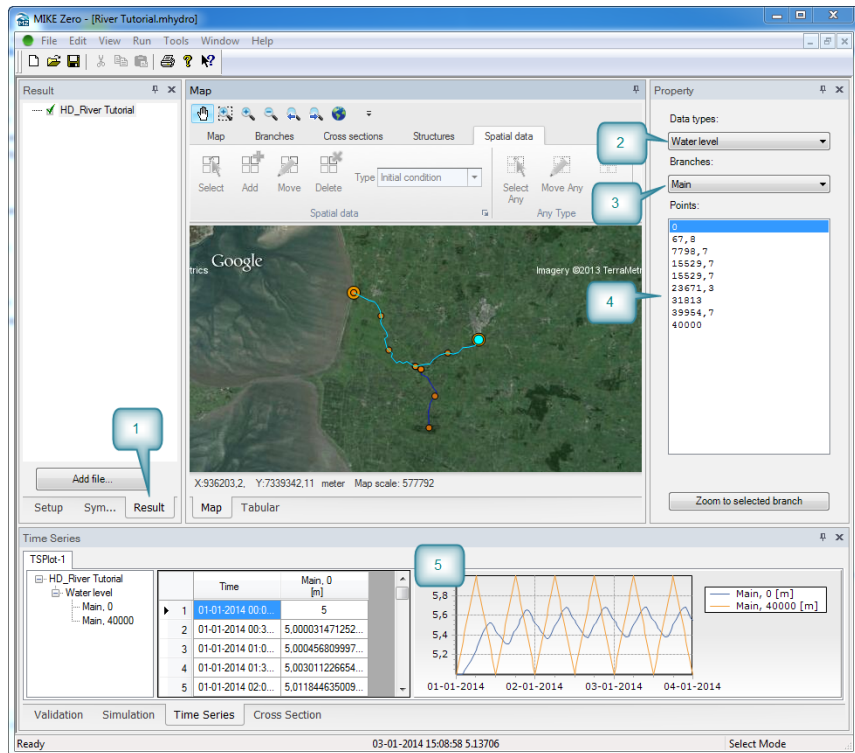 MIKE Zero - [River Tutorial.mhydro]
File Edit View Run Tools Window Help
Result
HD_River Tutorial
Add file...
Setup Sym... Result
1
Map
Map Branches Cross sections Structures Spatial data
Select Add Move Delete Type Initial condition Select Any Move Any
Spatial data Any Type
Google
trics
Imagery ©2013 TerraMetr
X:936203,2, Y:7339342,11 meter Map scale: 577792
Map Tabular
Property
Data types:
2
Water level
Branches:
3
Main
Points:
0
67,8
7798,7
15529,7
15529,7
23671,3
4
31813
39954,7
40000
Zoom to selected branch
Time Series
TSPlot-1
HD_River Tutorial
Water level
Main, 0
Main, 40000
Time Main, 0 [m]
1 01-01-2014 00:0... 5
2 01-01-2014 00:3... 5,000031471252...
3 01-01-2014 01:0... 5,000456809997...
4 01-01-2014 01:3... 5,003011226654...
5 01-01-2014 02:0... 5,011844635009...
5
5,8
5,6
5,4
5,2
01-01-2014 02-01-2014 03-01-2014 04-01-2014
Main, 0 [m]
Main, 40000 [m]
Validation Simulation Time Series Cross Section
Ready 03-01-2014 15:08:58 5.13706 Select Mode